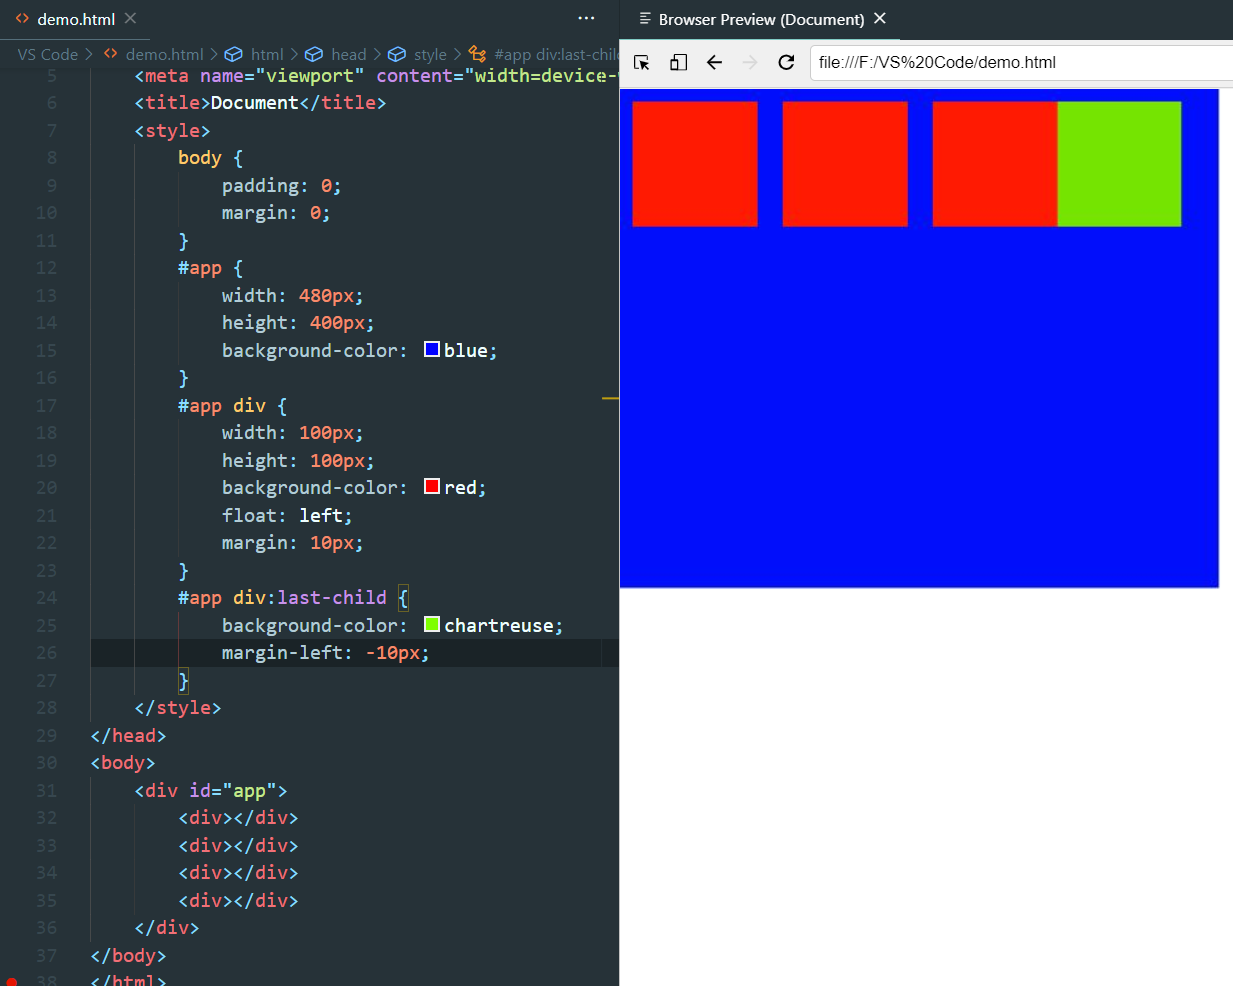 demo.html
Browser Preview (Document)
VS Code > demo.html > html > head > style > #app div:last-chil
file:///F:/VS%20Code/demo.html
5 <meta name="viewport" content="width=device-
6 <title>Document</title>
7 <style>
8 body {
9 padding: 0;
10 margin: 0;
11 }
12 #app {
13 width: 480px;
14 height: 400px;
15 background-color: blue;
16 }
17 #app div {
18 width: 100px;
19 height: 100px;
20 background-color: red;
21 float: left;
22 margin: 10px;
23 }
24 #app div:last-child {
25 background-color: chartreuse;
26 margin-left: -10px;
27 }
28 </style>
29 </head>
30 <body>
31 <div id="app">
32 <div></div>
33 <div></div>
34 <div></div>
35 <div></div>
36 </div>
37 </body>
38 </html>